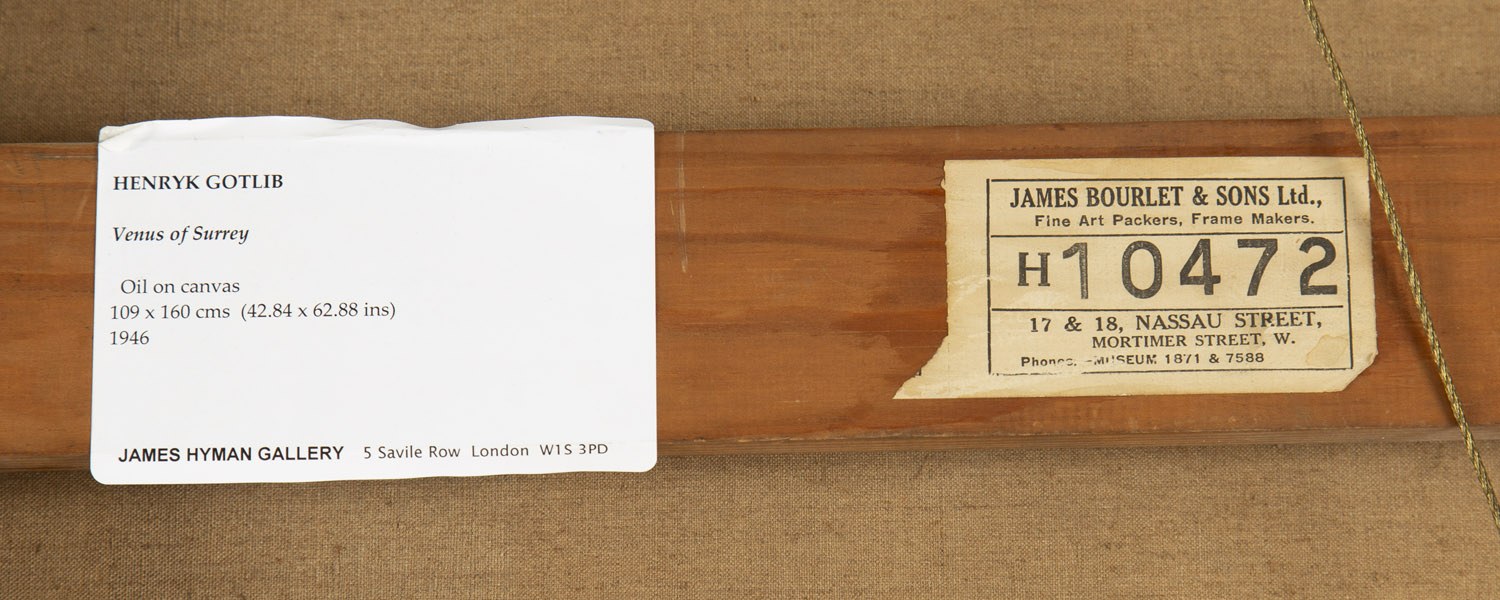 HENRYK GOTLIB
Venus of Surrey
Oil on canvas
109 x 160 cms (42.84 x 62.88 ins)
1946
JAMES HYMAN GALLERY 5 Savile Row London W1S 3PD
JAMES BOURLET & SONS Ltd.,
Fine Art Packers, Frame Makers.
H10472
17 & 18, NASSAU STREET,
MORTIMER STREET, W.
Phones, -MUSEUM 1871 & 7588